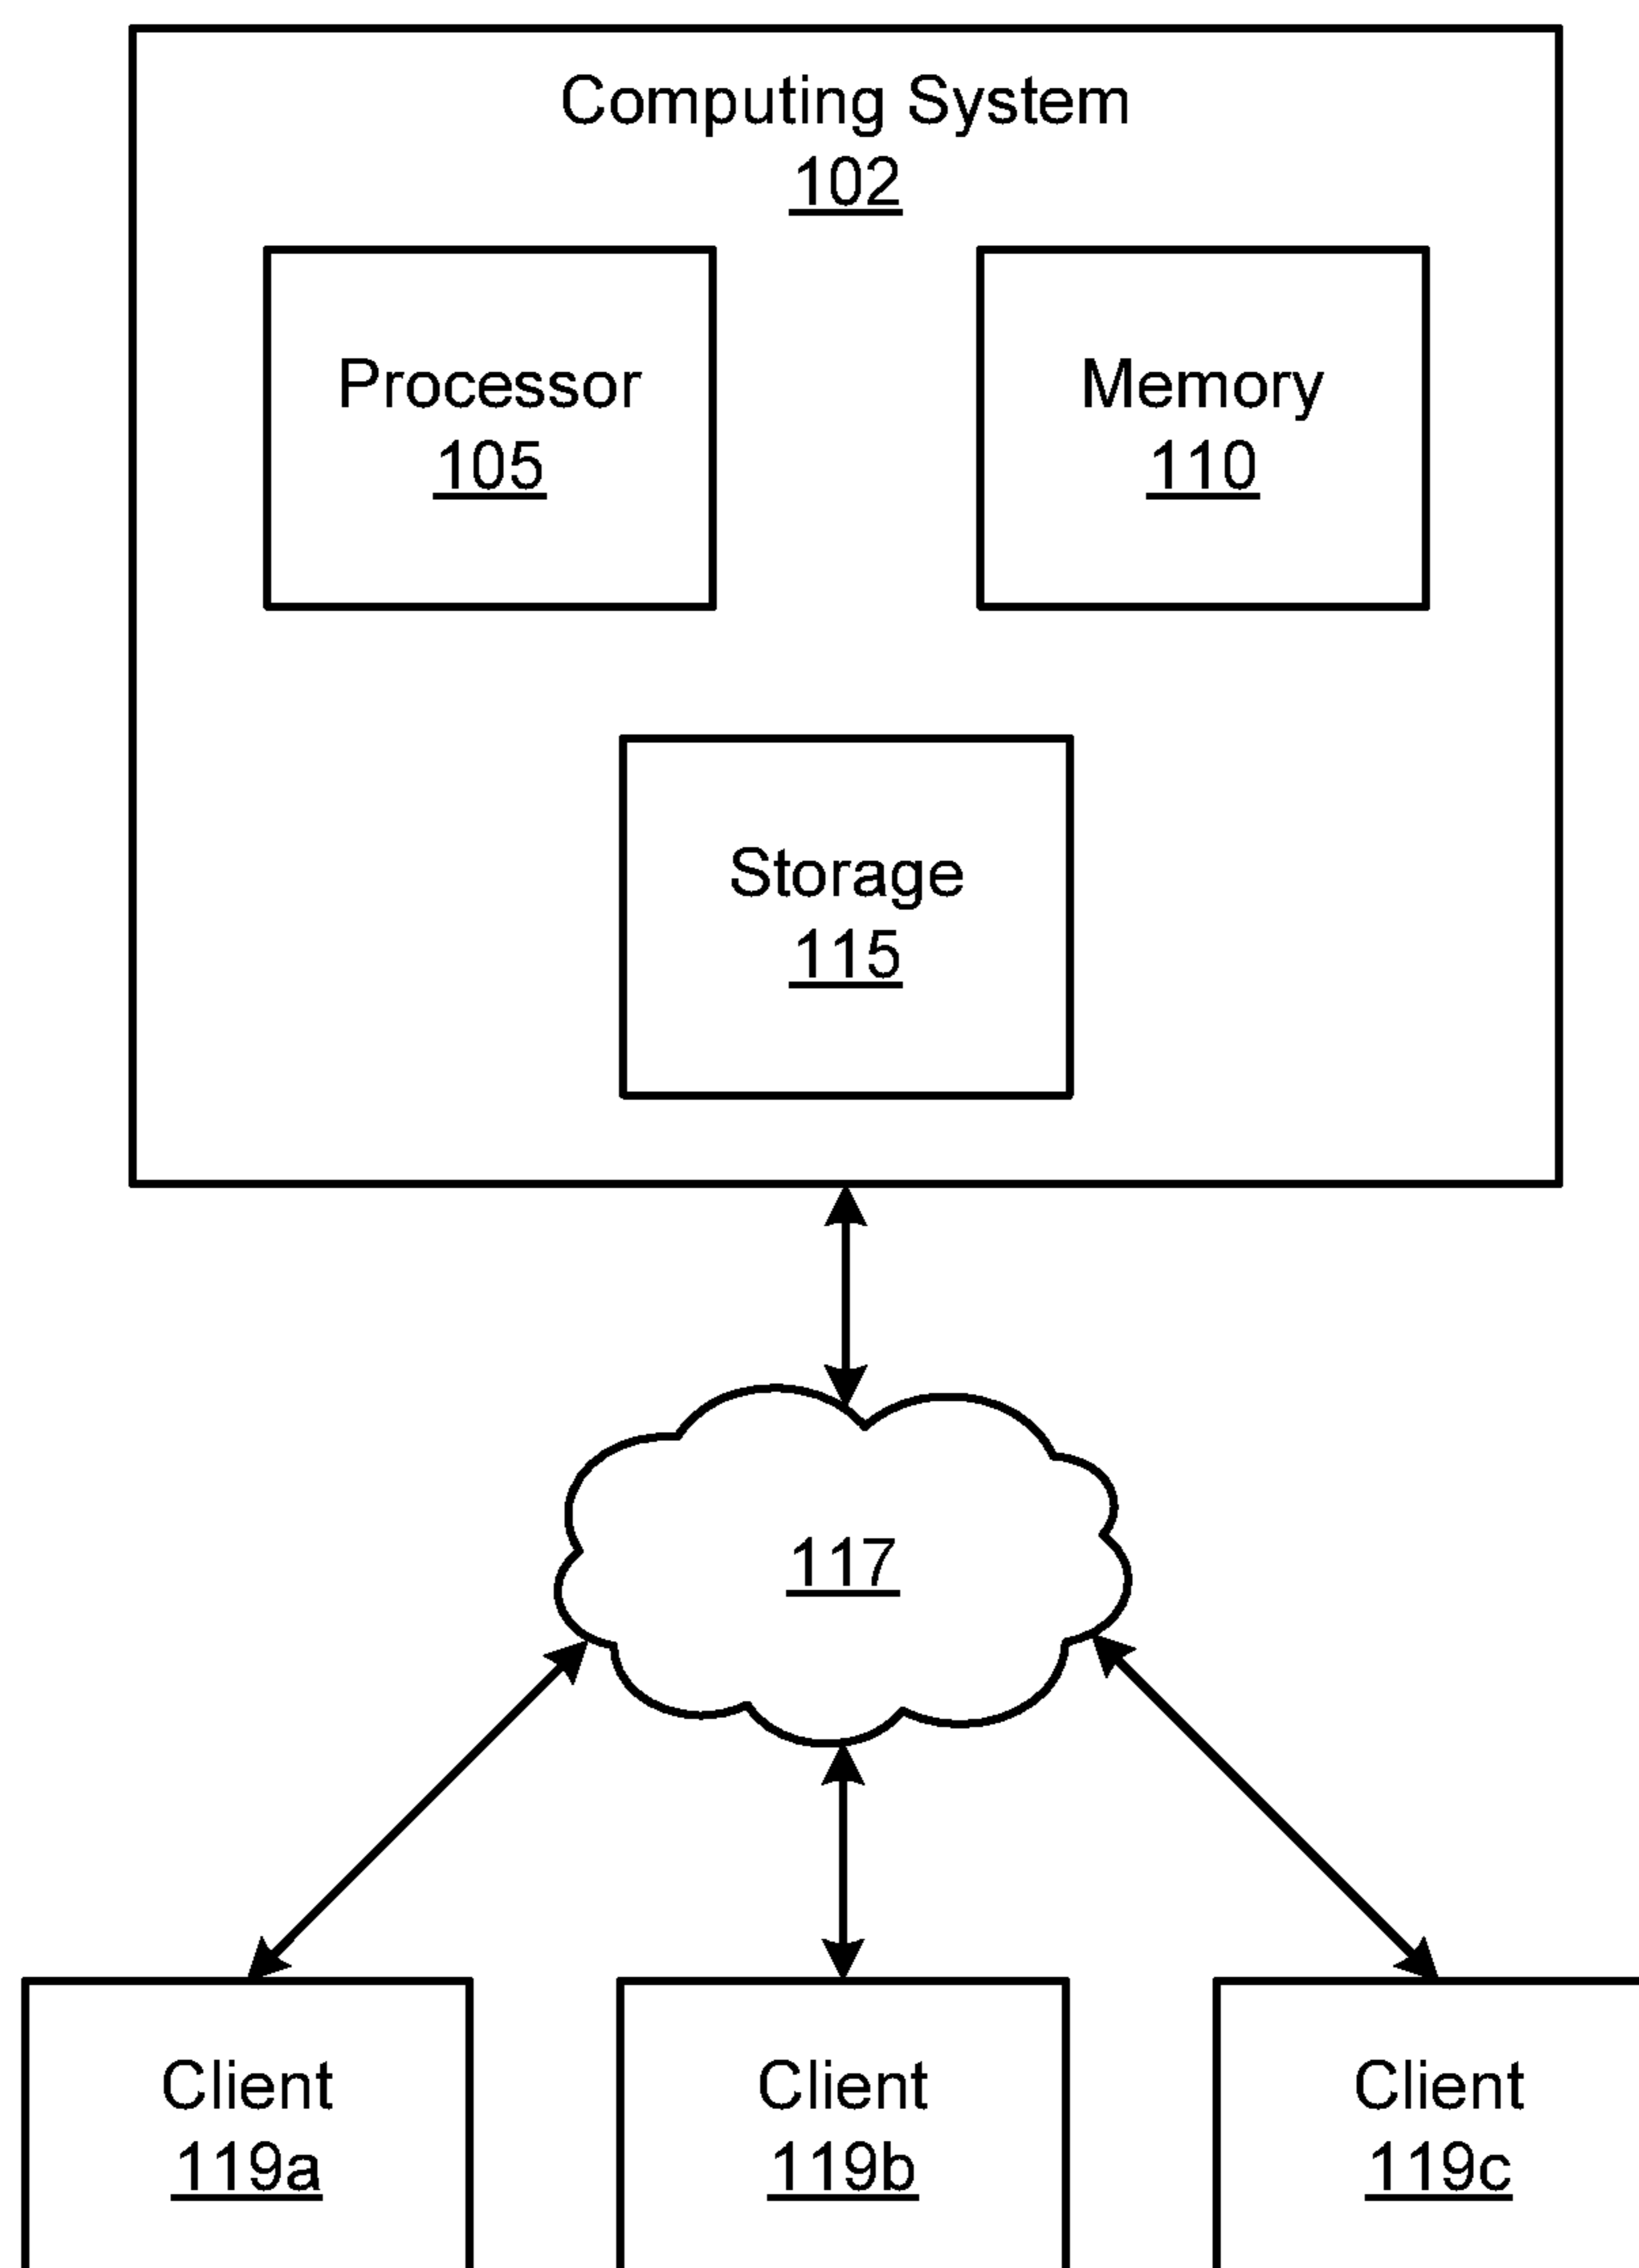 Computing System
102
Processor
105
Memory
110
Storage
115
117
Client
119a
Client
119b
Client
119c